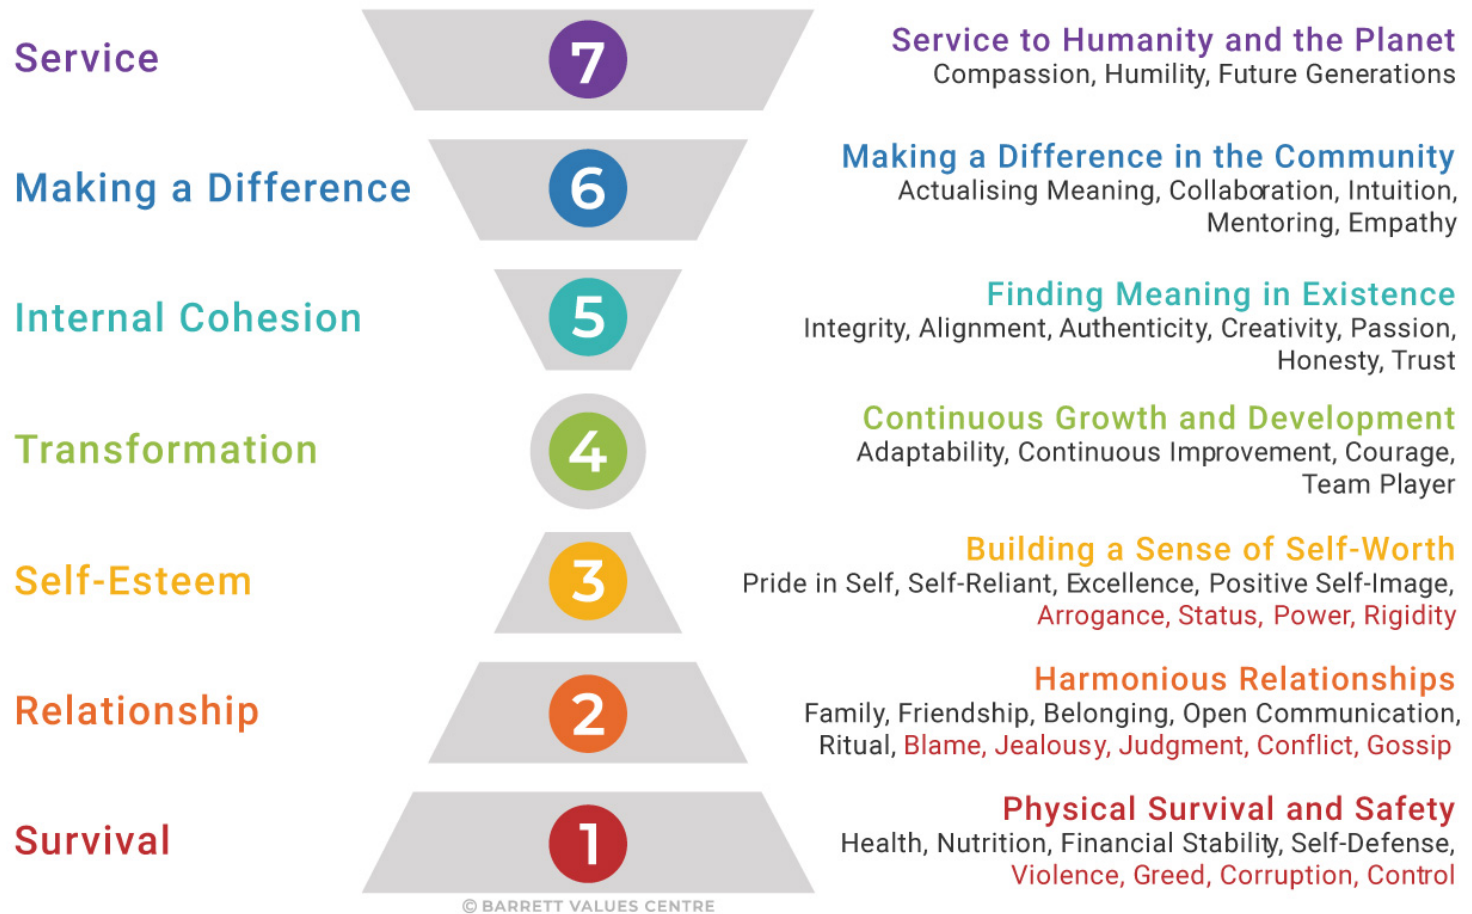 Service
7
Service to Humanity and the Planet
Compassion, Humility, Future Generations
Making a Difference
6
Making a Difference in the Community
Actualising Meaning, Collaboration, Intuition,
Mentoring, Empathy
Internal Cohesion
5
Finding Meaning in Existence
Integrity, Alignment, Authenticity, Creativity, Passion,
Honesty, Trust
Transformation
4
Continuous Growth and Development
Adaptability, Continuous Improvement, Courage,
Team Player
Self-Esteem
3
Building a Sense of Self-Worth
Pride in Self, Self-Reliant, Excellence, Positive Self-Image,
Arrogance, Status, Power, Rigidity
Relationship
2
Harmonious Relationships
Family, Friendship, Belonging, Open Communication,
Ritual, Blame, Jealousy, Judgment, Conflict, Gossip
Survival
1
Physical Survival and Safety
Health, Nutrition, Financial Stability, Self-Defense,
Violence, Greed, Corruption, Control
© BARRETT VALUES CENTRE